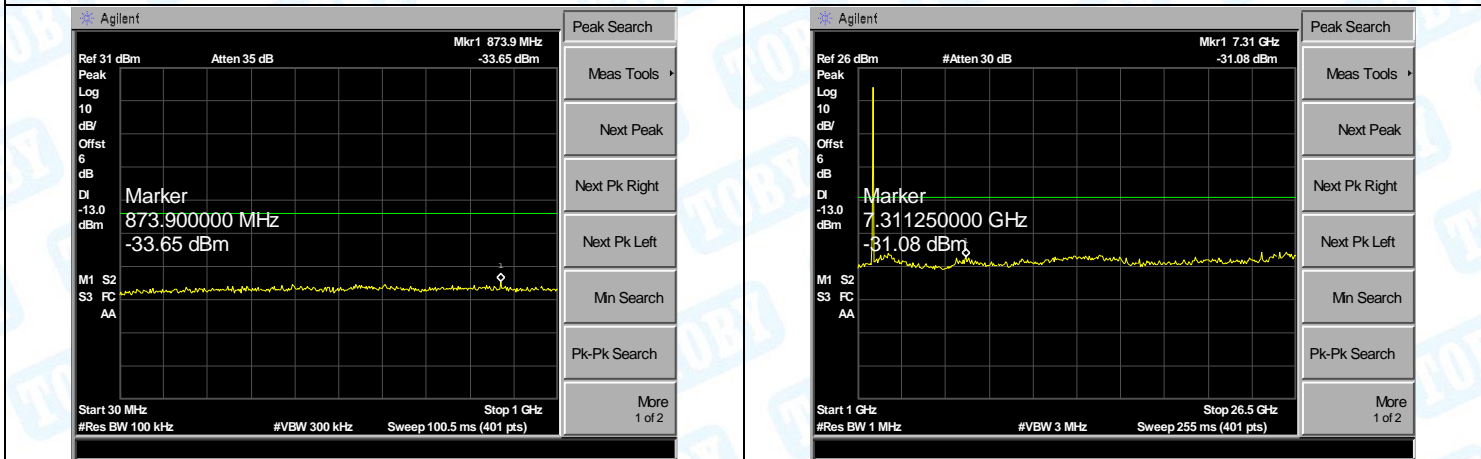 Agilent
Peak Search
Mkr1 873.9 MHz
Ref 31 dBm Atten 35 dB -33.65 dBm
Peak
Log
10
dB/
Offst
6
dB
DI
-13.0
dBm
Marker
873.900000 MHz
-33.65 dBm
1
M1 S2
S3 FC
AA
Start 30 MHz Stop 1 GHz
#Res BW 100 kHz #VBW 300 kHz Sweep 100.5 ms (401 pts)
Meas Tools
Next Peak
Next Pk Right
Next Pk Left
Min Search
Pk-Pk Search
More
1 of 2
Agilent
Peak Search
Mkr1 7.31 GHz
Ref 26 dBm #Atten 30 dB -31.08 dBm
Peak
Log
10
dB/
Offst
6
dB
DI
-13.0
dBm
Marker
7.311250000 GHz
-31.08 dBm
M1 S2
S3 FC
AA
Start 1 GHz Stop 26.5 GHz
#Res BW 1 MHz #VBW 3 MHz Sweep 255 ms (401 pts)
Meas Tools
Next Peak
Next Pk Right
Next Pk Left
Min Search
Pk-Pk Search
More
1 of 2
TOBY